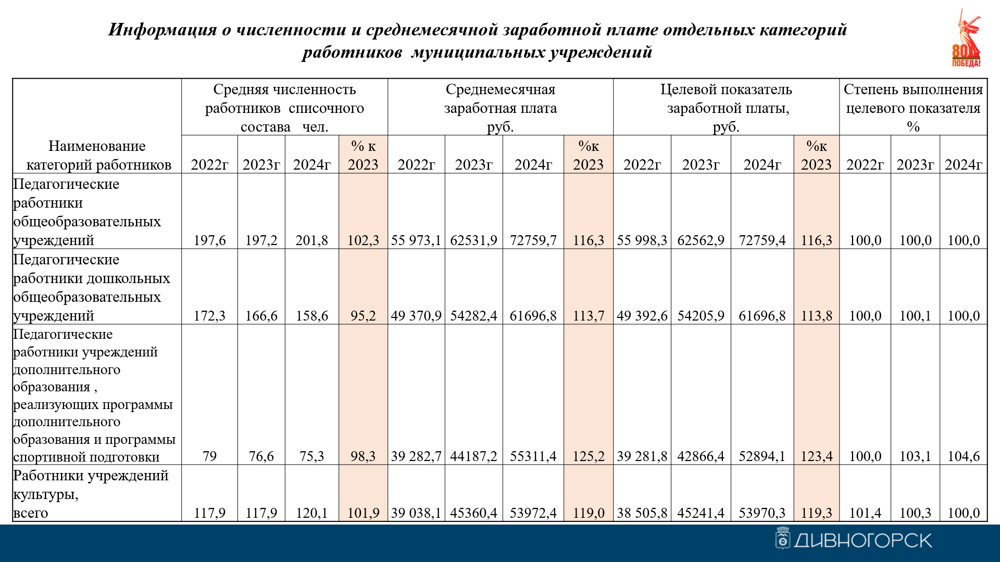 Информация о численности и среднемесячной заработной плате отдельных категорий
работников муниципальных учреждений
80
ПОБЕДА!
Наименование
категорий работников
Средняя численность
работников списочного
состава чел.
Среднемесячная
заработная плата
руб.
Целевой показатель
заработной платы,
руб.
Степень выполнения
целевого показателя
%
2022г 2023г 2024г % к 2023 2022г 2023г 2024г %к 2023 2022г 2023г 2024г %к 2023 2022г 2023г 2024г
Педагогические
работники
общеобразовательных
учреждений 197,6 197,2 201,8 102,3 55 973,1 62531,9 72759,7 116,3 55 998,3 62562,9 72759,4 116,3 100,0 100,0 100,0
Педагогические
работники дошкольных
общеобразовательных
учреждений 172,3 166,6 158,6 95,2 49 370,9 54282,4 61696,8 113,7 49 392,6 54205,9 61696,8 113,8 100,0 100,1 100,0
Педагогические
работники учреждений
дополнительного
образования ,
реализующих программы
дополнительного
образования и программы
спортивной подготовки 79 76,6 75,3 98,3 39 282,7 44187,2 55311,4 125,2 39 281,8 42866,4 52894,1 123,4 100,0 103,1 104,6
Работники учреждений
культуры,
всего 117,9 117,9 120,1 101,9 39 038,1 45360,4 53972,4 119,0 38 505,8 45241,4 53970,3 119,3 101,4 100,3 100,0
ДИВНОГОРСК